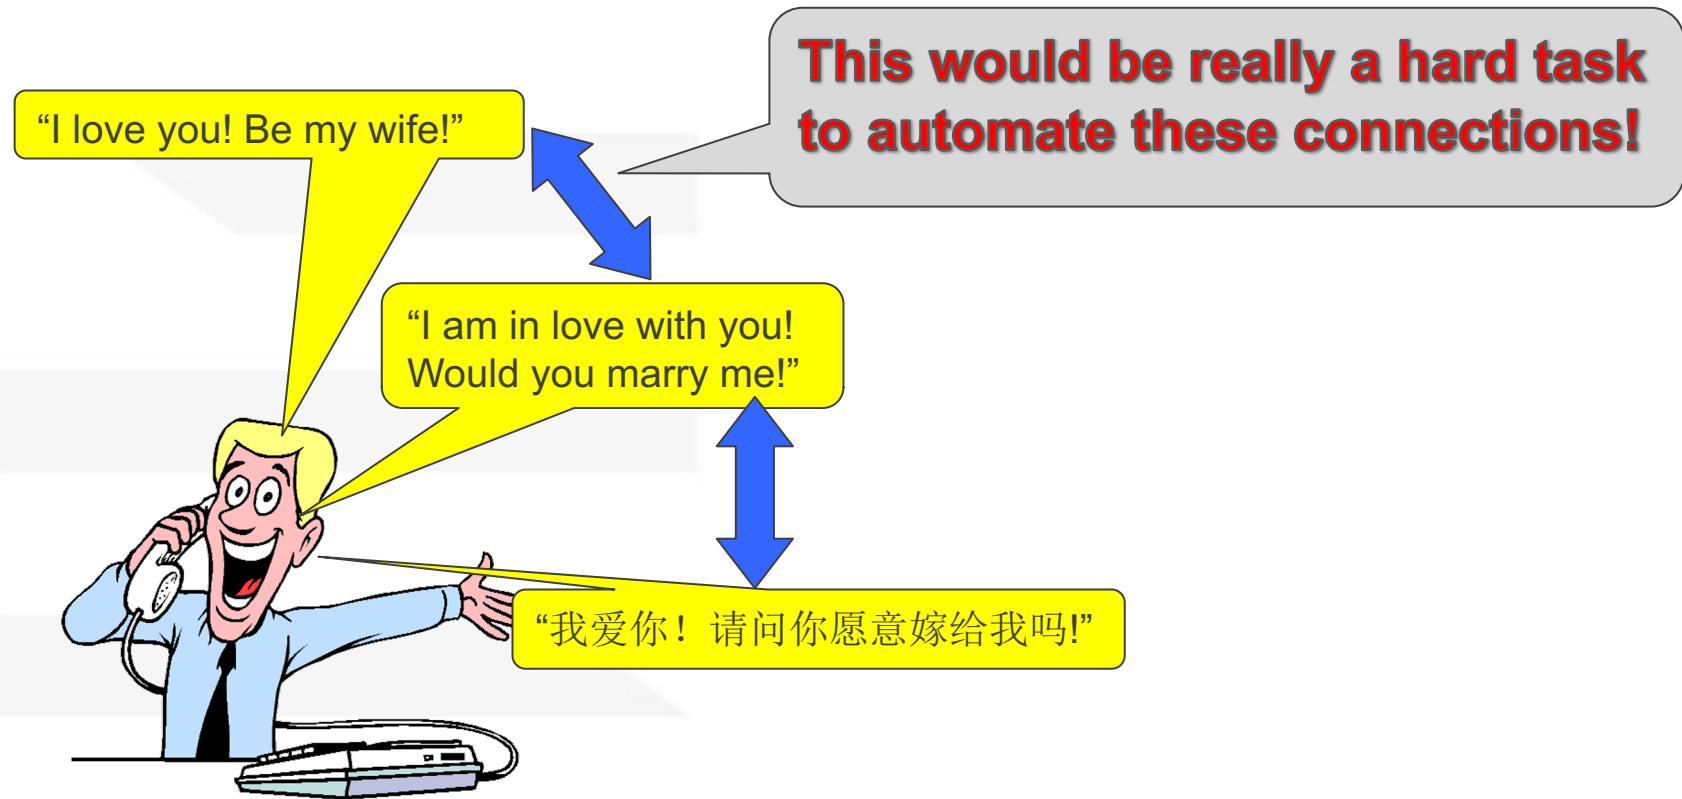 This would be really a hard task
to automate these connections!
“I love you! Be my wife!”
“I am in love with you!
Would you marry me!”
“我爱你！请问你愿意嫁给我吗!”